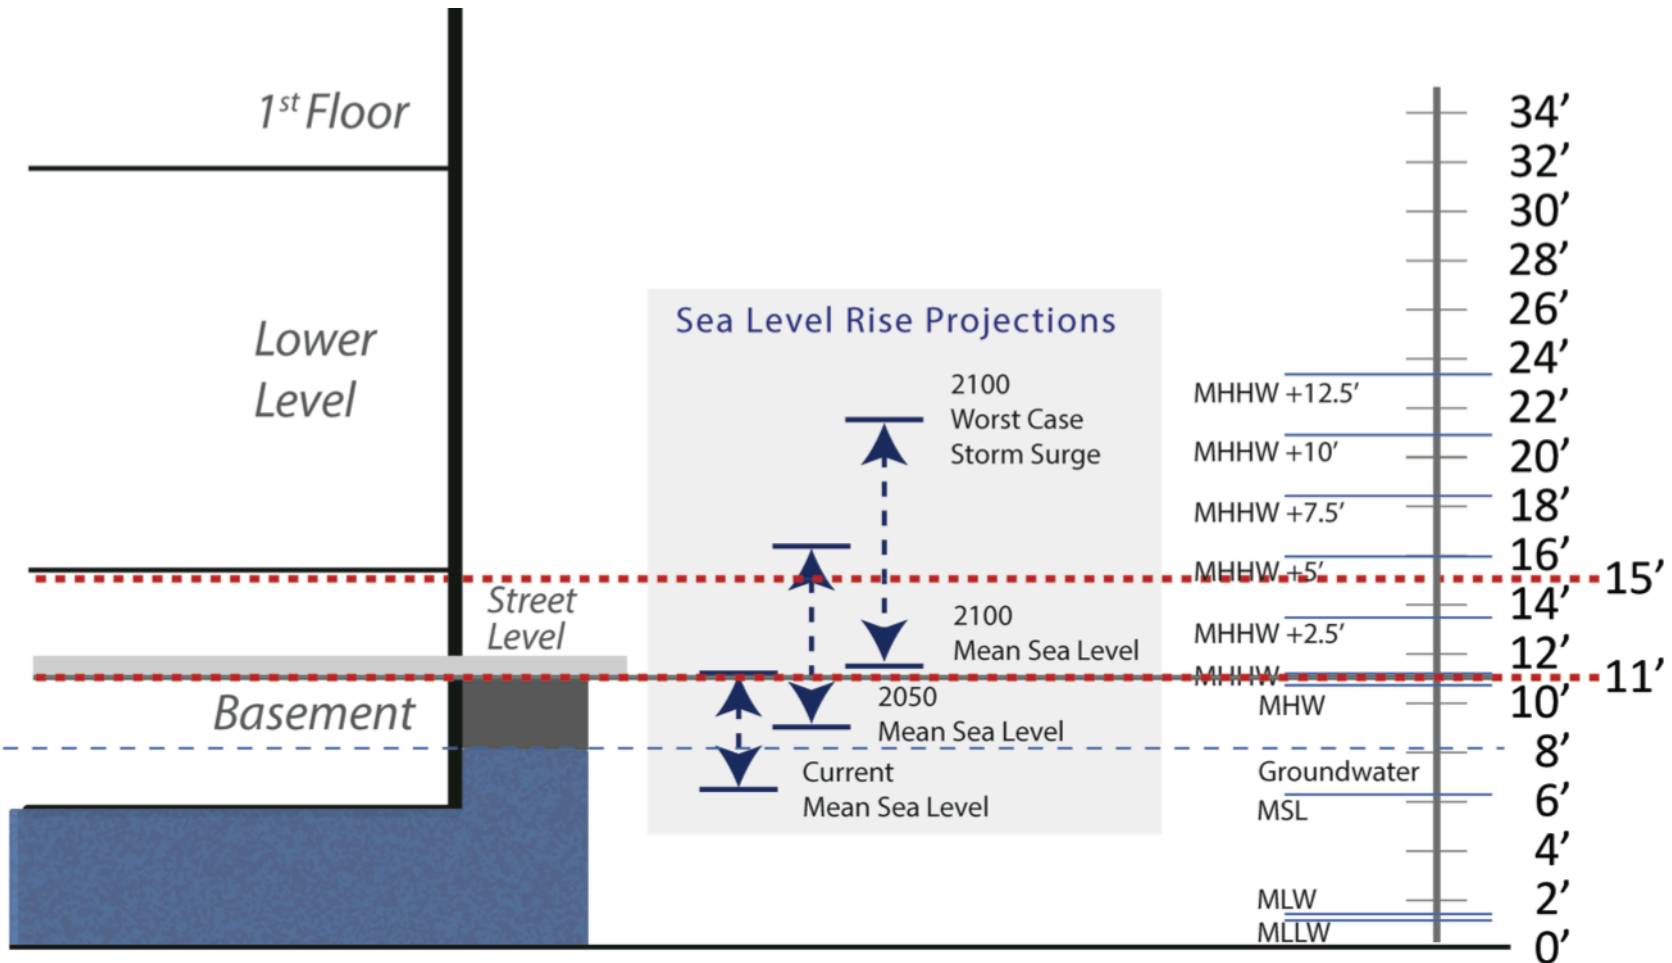 1st Floor
Lower
Level
Street
Level
Basement
Sea Level Rise Projections
2100
Worst Case
Storm Surge
2100
Mean Sea Level
2050
Mean Sea Level
Current
Mean Sea Level
MHHW +12.5'
MHHW +10'
MHHW +7.5'
MHHW +5'
MHHW +2.5'
MHHW
MHW
Groundwater
MSL
MLW
MLLW
34'
32'
30'
28'
26'
24'
22'
20'
18'
16'
15'
14'
12'
11'
10'
8'
6'
4'
2'
0'